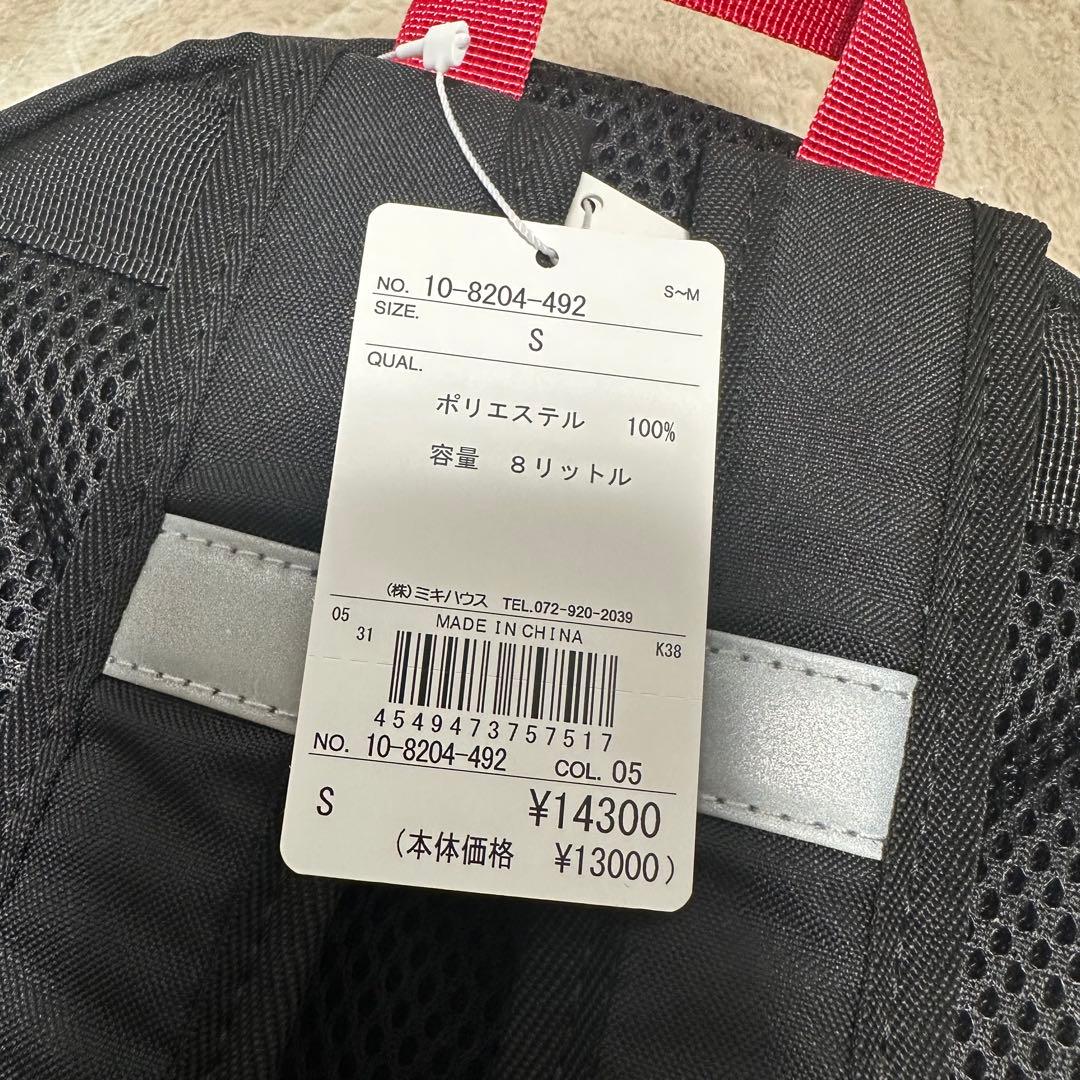 NO. 10-8204-492 S~M
SIZE. S
QUAL.
ポリエステル 100%
容量 8リットル
(株)ミキハウス TEL.072-920-2039
05 MADE IN CHINA
31 K38
4549473757517
NO. 10-8204-492 COL. 05
S ¥14300
(本体価格 ¥13000)